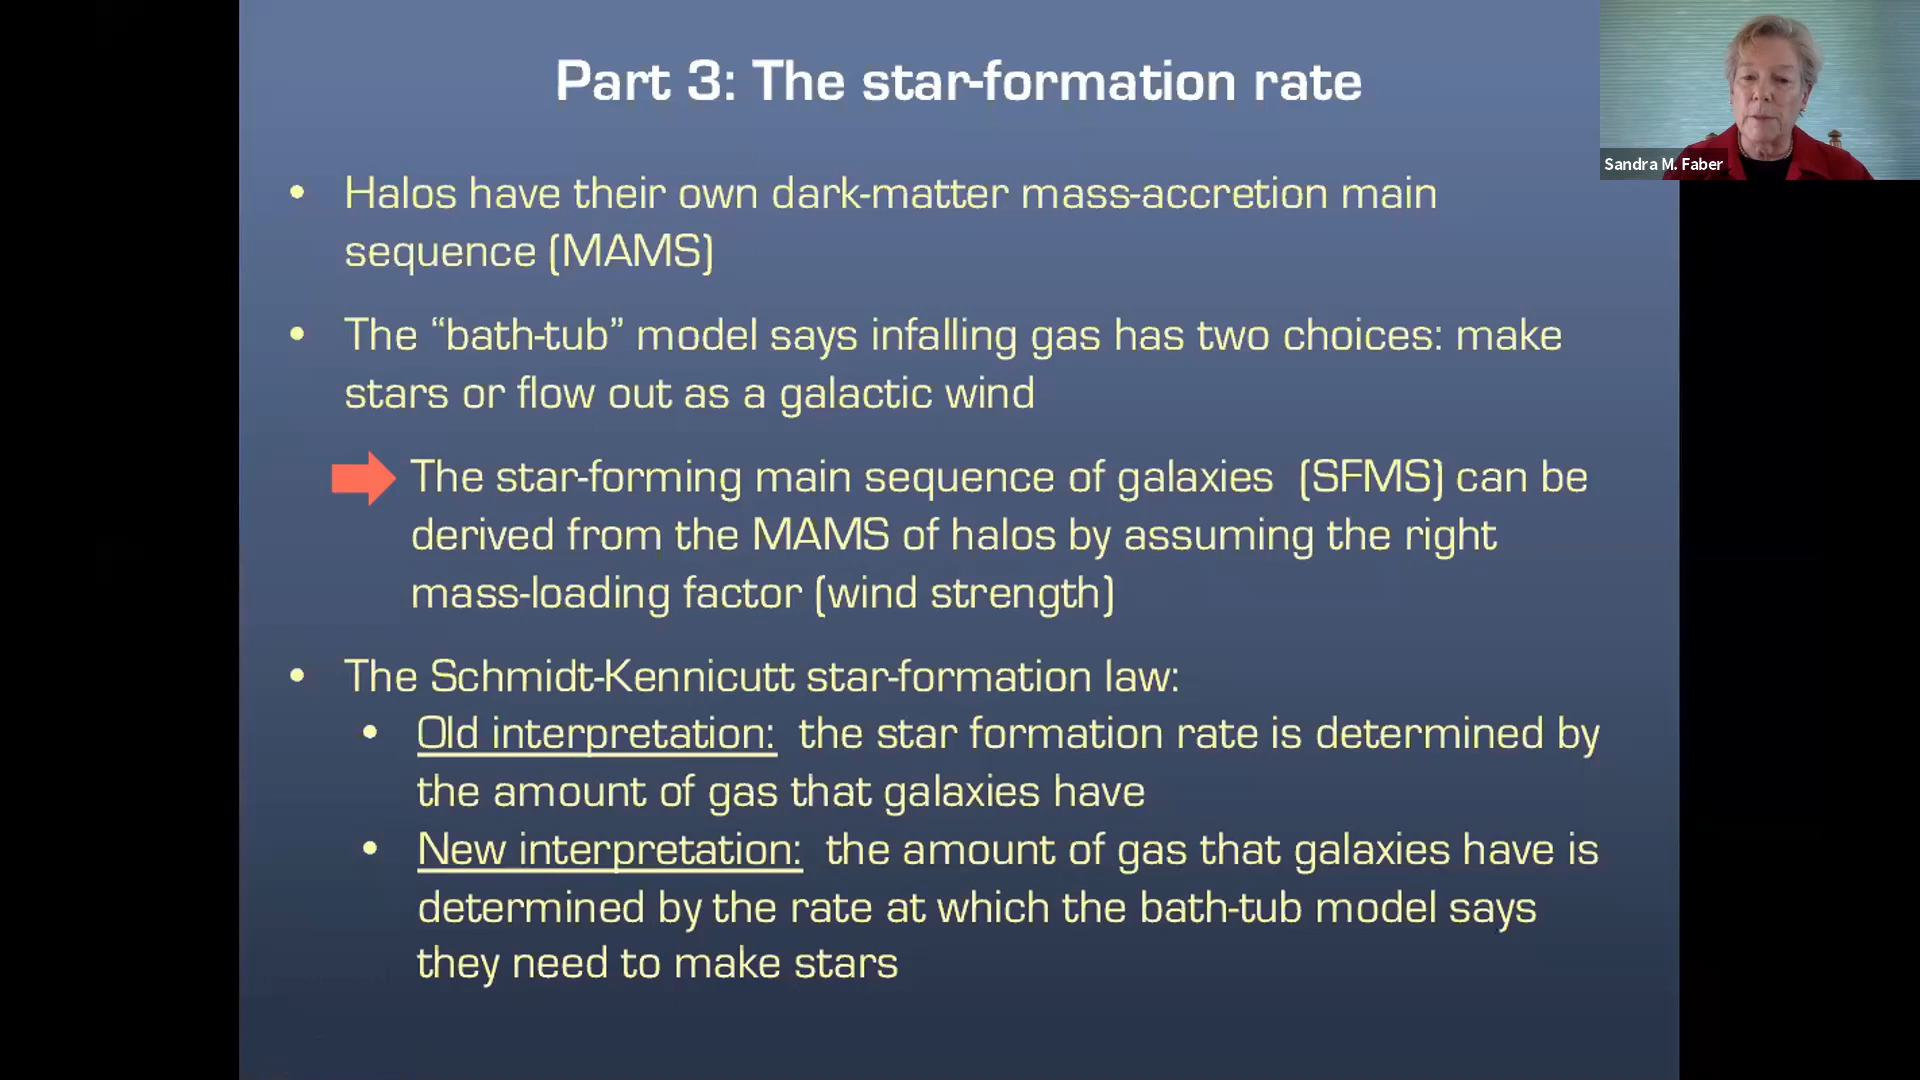 Part 3: The star-formation rate
Sandra M. Faber
• Halos have their own dark-matter mass-accretion main
sequence (MAMS)
• The “bath-tub” model says infalling gas has two choices: make
stars or flow out as a galactic wind
The star-forming main sequence of galaxies (SFMS) can be
derived from the MAMS of halos by assuming the right
mass-loading factor (wind strength)
• The Schmidt-Kennicutt star-formation law:
• Old interpretation: the star formation rate is determined by
the amount of gas that galaxies have
• New interpretation: the amount of gas that galaxies have is
determined by the rate at which the bath-tub model says
they need to make stars